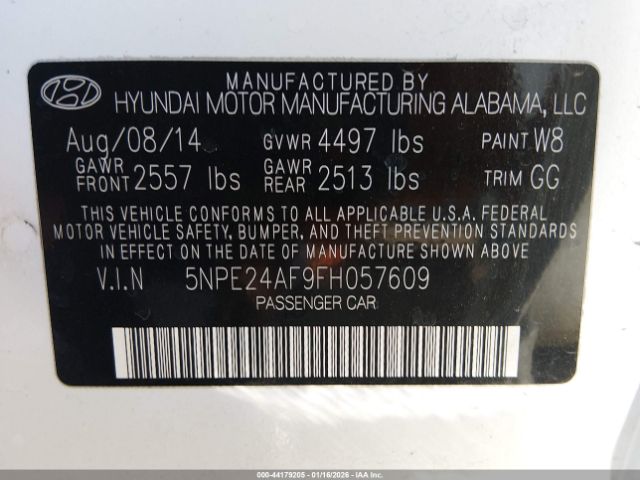 MANUFACTURED BY
HYUNDAI MOTOR MANUFACTURING ALABAMA, LLC
Aug/08/14 GVWR 4497 lbs PAINT W8
GAWR FRONT 2557 lbs GAWR REAR 2513 lbs TRIM GG
THIS VEHICLE CONFORMS TO ALL APPLICABLE U.S.A. FEDERAL
MOTOR VEHICLE SAFETY, BUMPER, AND THEFT PREVENTION STANDARDS
IN EFFECT ON THE DATE OF MANUFACTURE SHOWN ABOVE
V.I.N 5NPE24AF9FH057609
PASSENGER CAR
000-44179205 - 01/16/2026 - COPART.COM